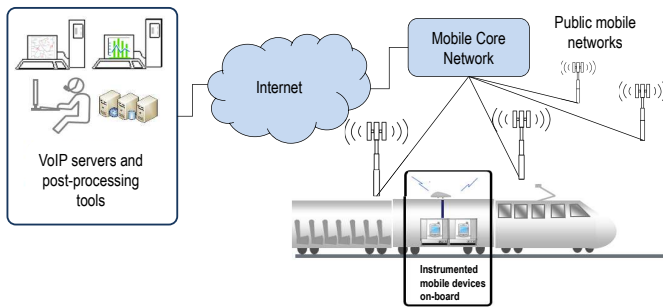 VoIP servers and
post-processing
tools
Internet
Mobile Core
Network
Public mobile
networks
Instrumented
mobile devices
on-board